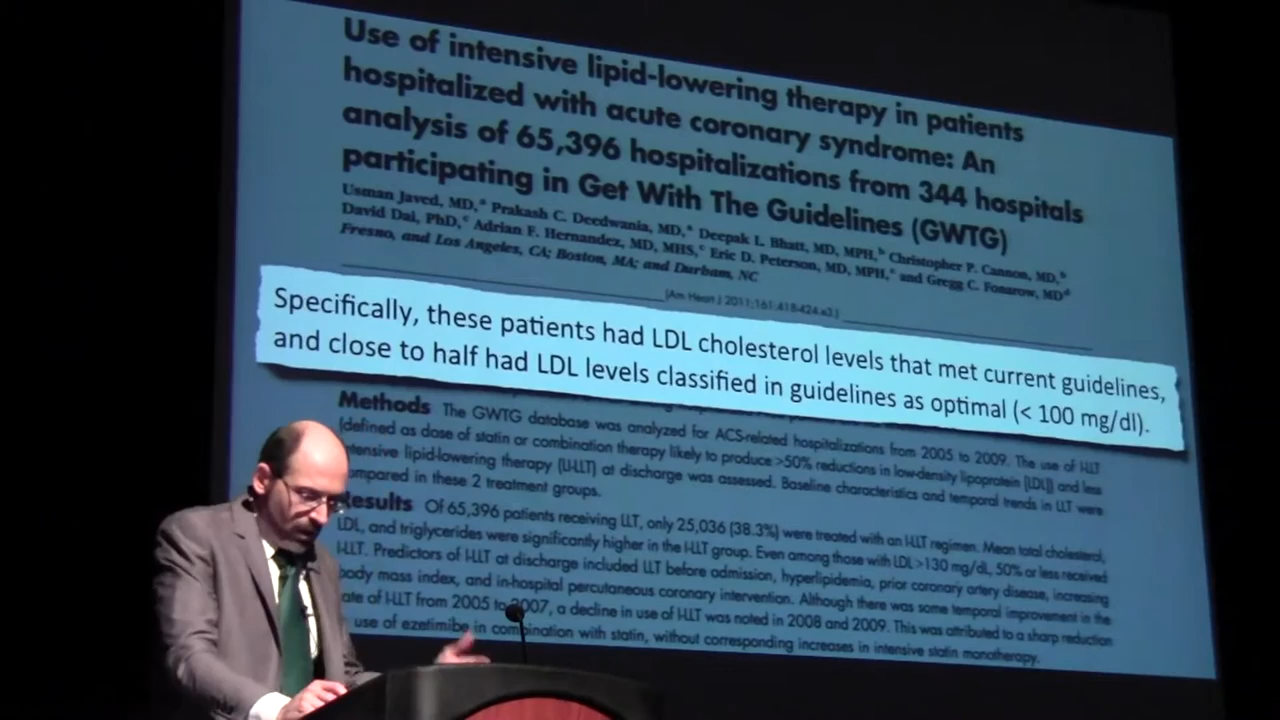 Use of intensive lipid-lowering therapy in patients
hospitalized with acute coronary syndrome: An
analysis of 65,396 hospitalizations from 344 hospitals
participating in Get With The Guidelines (GWTG)
Usman Javed, MD,ᵃ Prakash C. Deedwania, MD,ᵃ Deepak L. Bhatt, MD, MPH,ᵇ Christopher P. Cannon, MD,ᵇ
David Dai, PhD,ᶜ Adrian F. Hernandez, MD, MHS,ᶜ Eric D. Peterson, MD, MPH,ᶜ and Gregg C. Fonarow, MDᵈ
Fresno, and Los Angeles, CA; Boston, MA; and Durham, NC
(Am Heart J 2011;161:418-424.e3.)
Specifically, these patients had LDL cholesterol levels that met current guidelines,
and close to half had LDL levels classified in guidelines as optimal (< 100 mg/dl).
Methods The GWTG database was analyzed for ACS-related hospitalizations from 2005 to 2009. The use of I-LLT
(defined as dose of statin or combination therapy likely to produce >50% reductions in low-density lipoprotein [LDL]) and less
ntensive lipid-lowering therapy (LI-LLT) at discharge was assessed. Baseline characteristics and temporal trends in LLT were
ompared in these 2 treatment groups.
esults Of 65,396 patients receiving LLT, only 25,036 (38.3%) were treated with an I-LLT regimen. Mean total cholesterol,
LDL, and triglycerides were significantly higher in the I-LLT group. Even among those with LDL >130 mg/dL, 50% or less received
I-LLT. Predictors of I-LLT at discharge included LLT before admission, hyperlipidemia, prior coronary artery disease, increasing
body mass index, and in-hospital percutaneous coronary intervention. Although there was some temporal improvement in the
ate of I-LLT from 2005 to 2007, a decline in use of I-LLT was noted in 2008 and 2009. This was attributed to a sharp reduction
use of ezetimibe in combination with statin, without corresponding increases in intensive statin monotherapy.